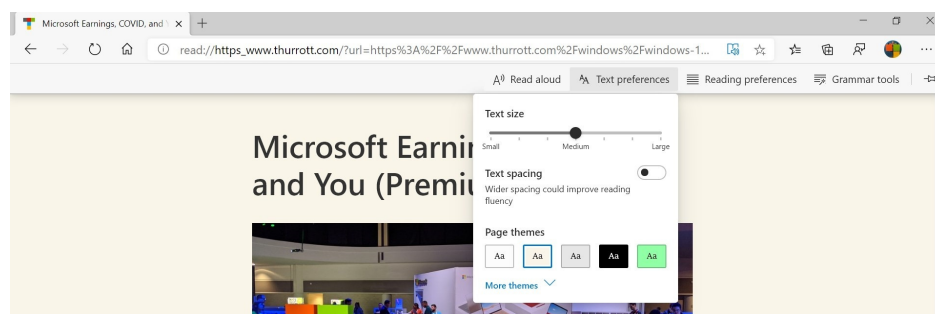 Microsoft Earnings, COVID, and
read://https_www.thurrott.com/?url=https%3A%2F%2Fwww.thurrott.com%2Fwindows%2Fwindows-1...
Read aloud Text preferences Reading preferences Grammar tools
Text size
Small Medium Large
Microsoft Earnin
Text spacing
Wider spacing could improve reading
fluency
and You (Premiu
Page themes
Aa Aa Aa Aa Aa
More themes